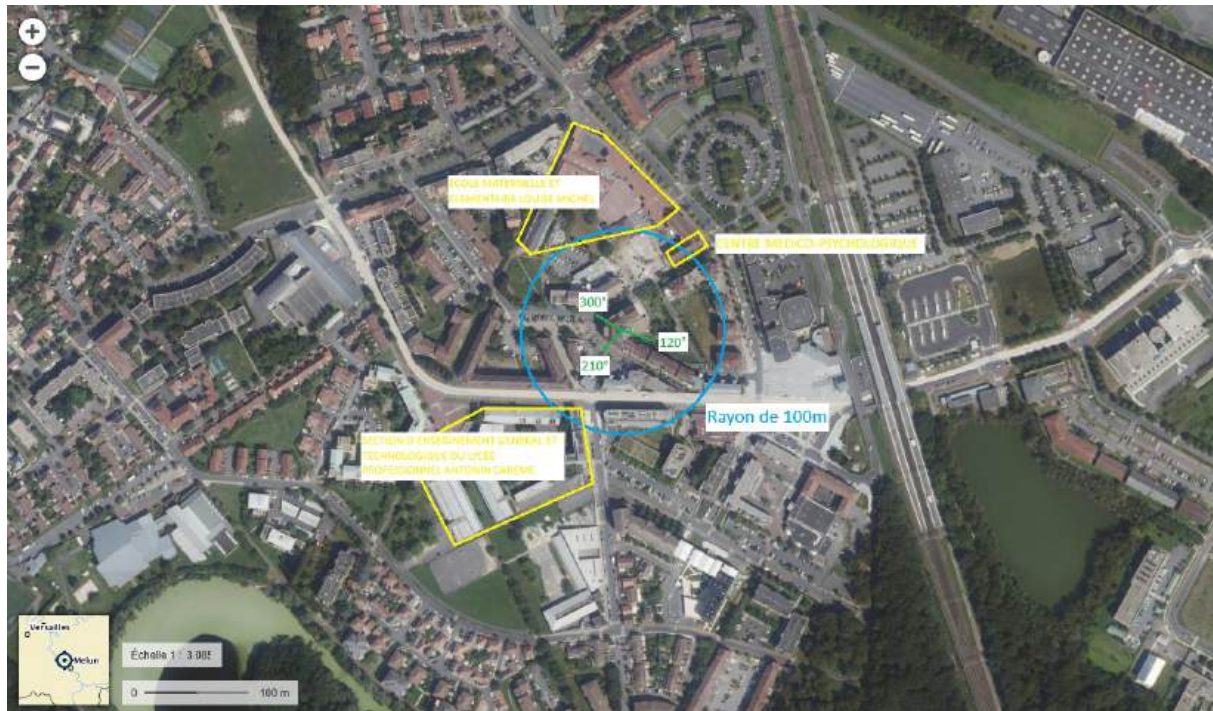 ECOLE MATERNELLE ET
ELEMENTAIRE LOUISE MICHEL
CENTRE MEDICO-PSYCHOLOGIQUE
300°
120°
210°
Rayon de 100m
SECTION D'ENSEIGNEMENT GENERAL ET
TECHNOLOGIQUE DU LYCÉE
PROFESSIONNEL ANTONIN CAREME
Versailles
Melun
Échelle 1 : 3 085
0 100 m